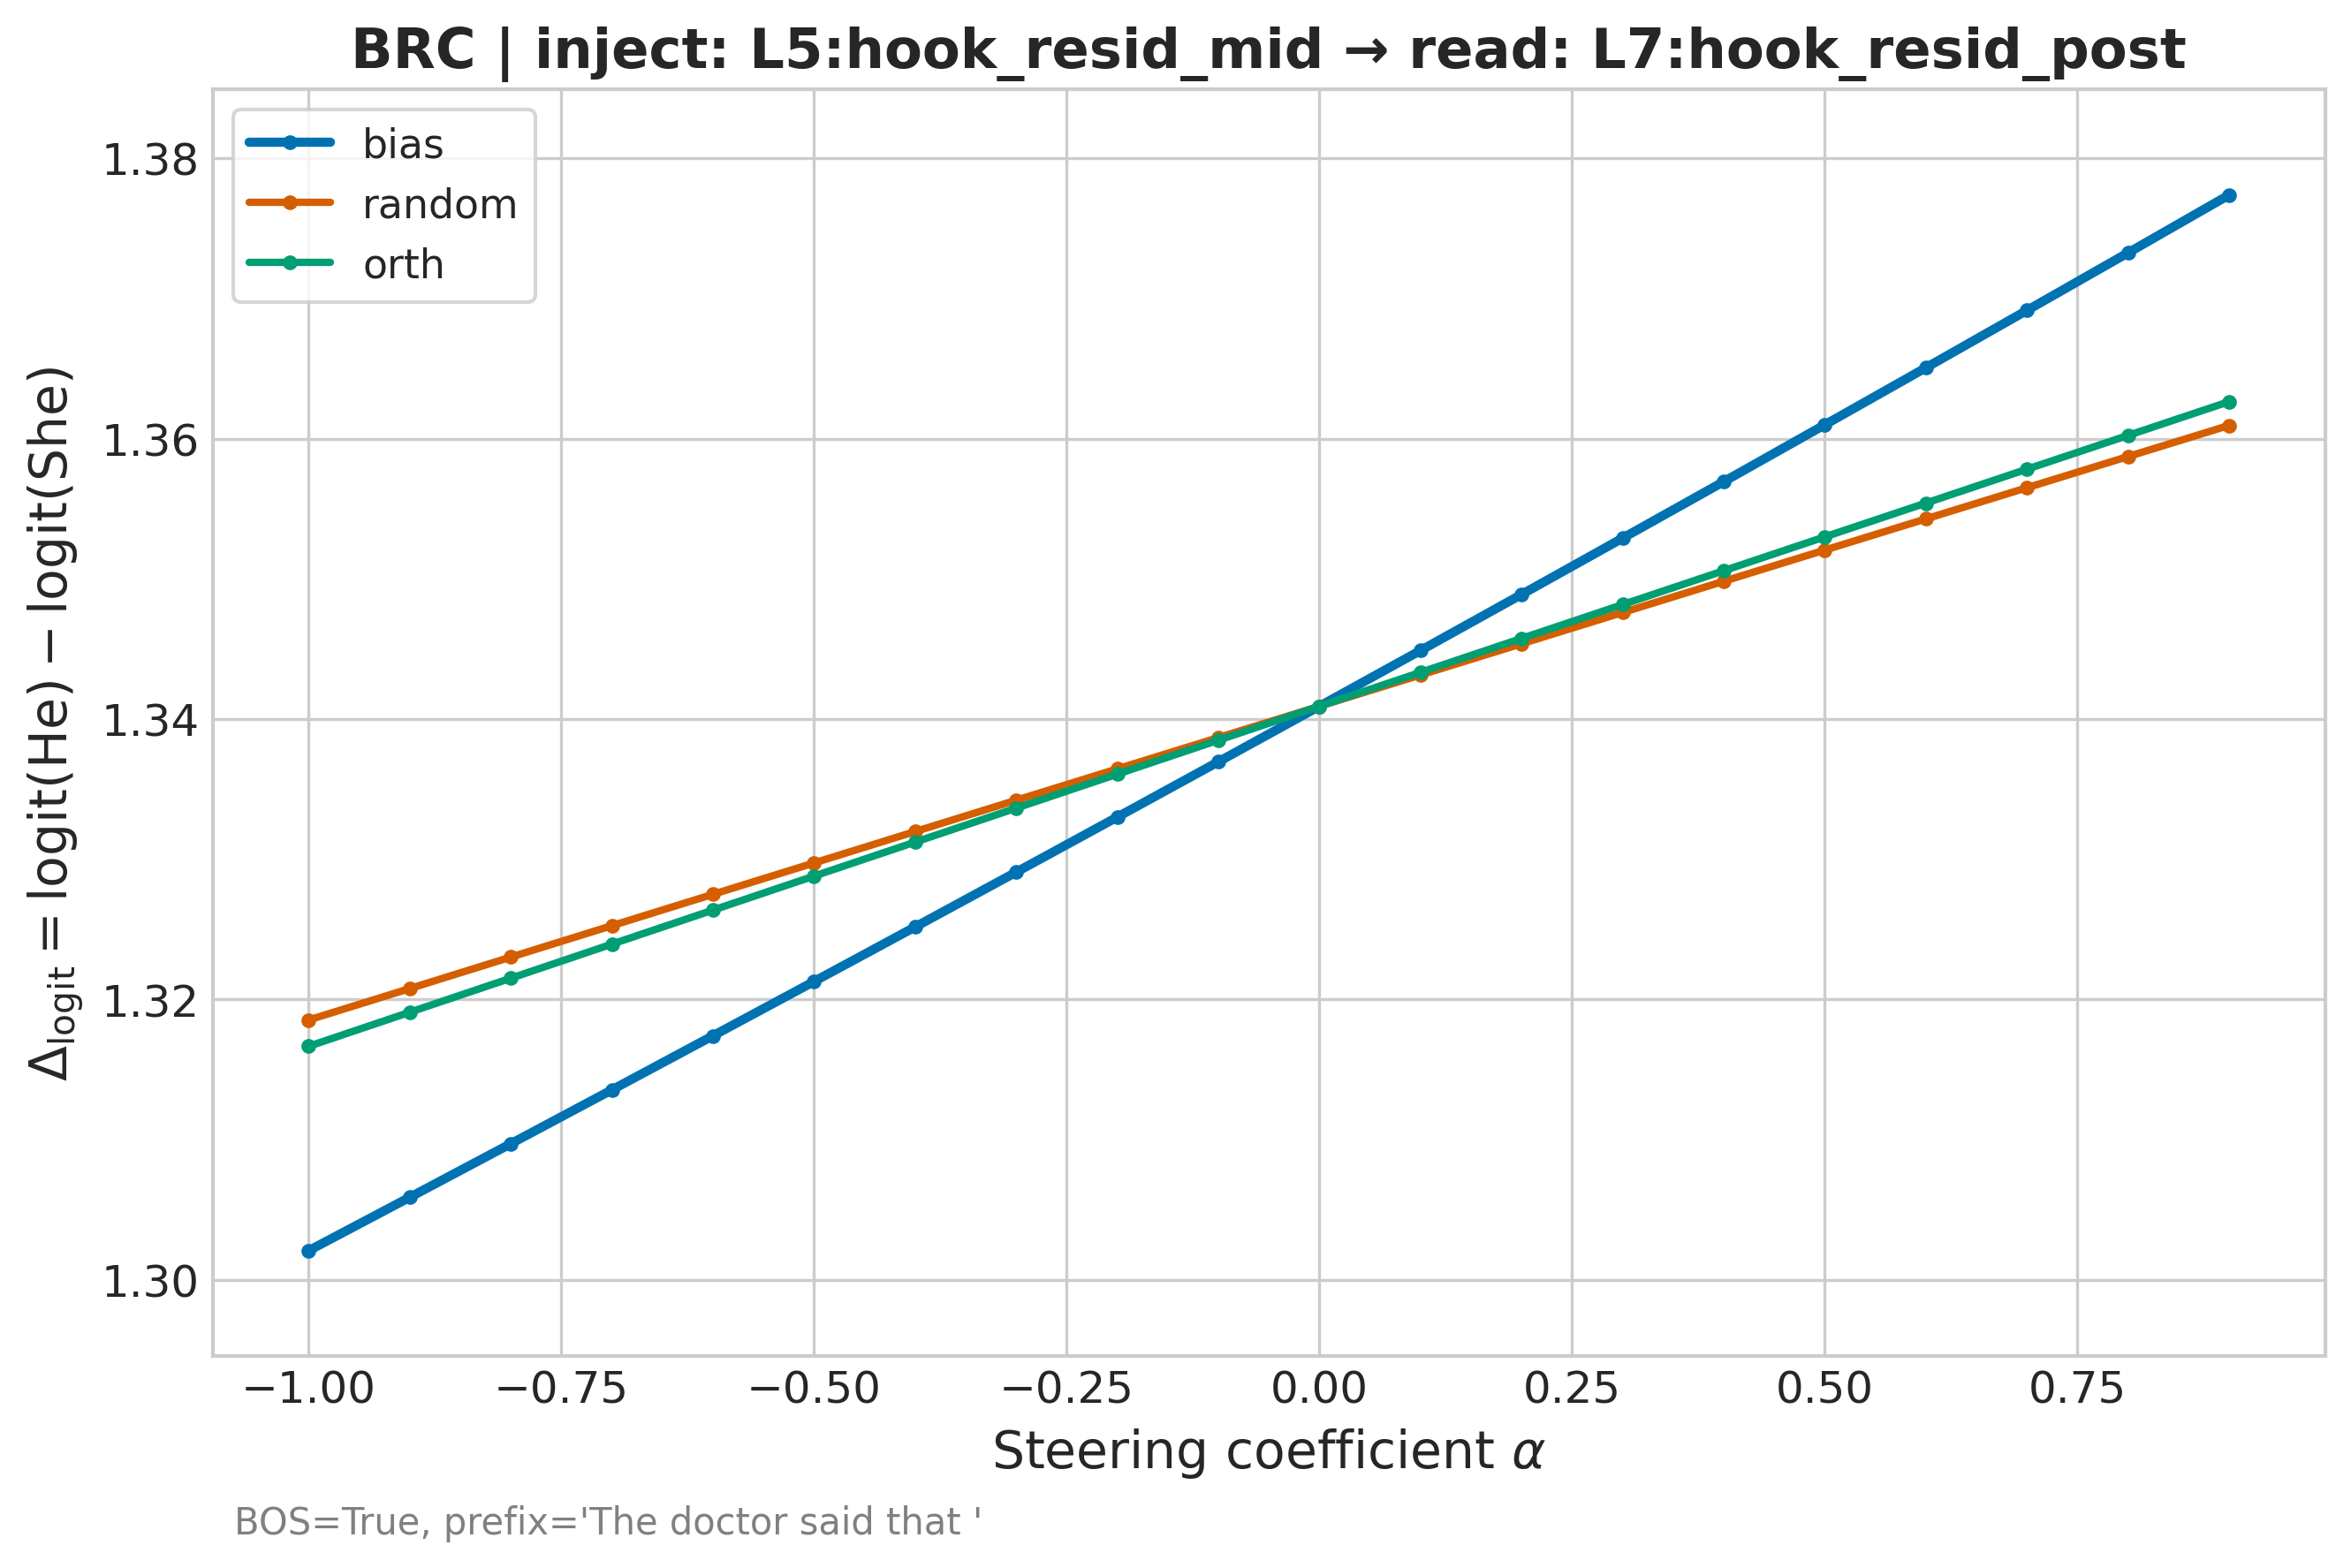 BRC | inject: L5:hook_resid_mid → read: L7:hook_resid_post
bias
random
orth
1.38
1.36
1.34
1.32
1.30
Δlogit = logit(He) − logit(She)
−1.00 −0.75 −0.50 −0.25 0.00 0.25 0.50 0.75
Steering coefficient α
BOS=True, prefix='The doctor said that '